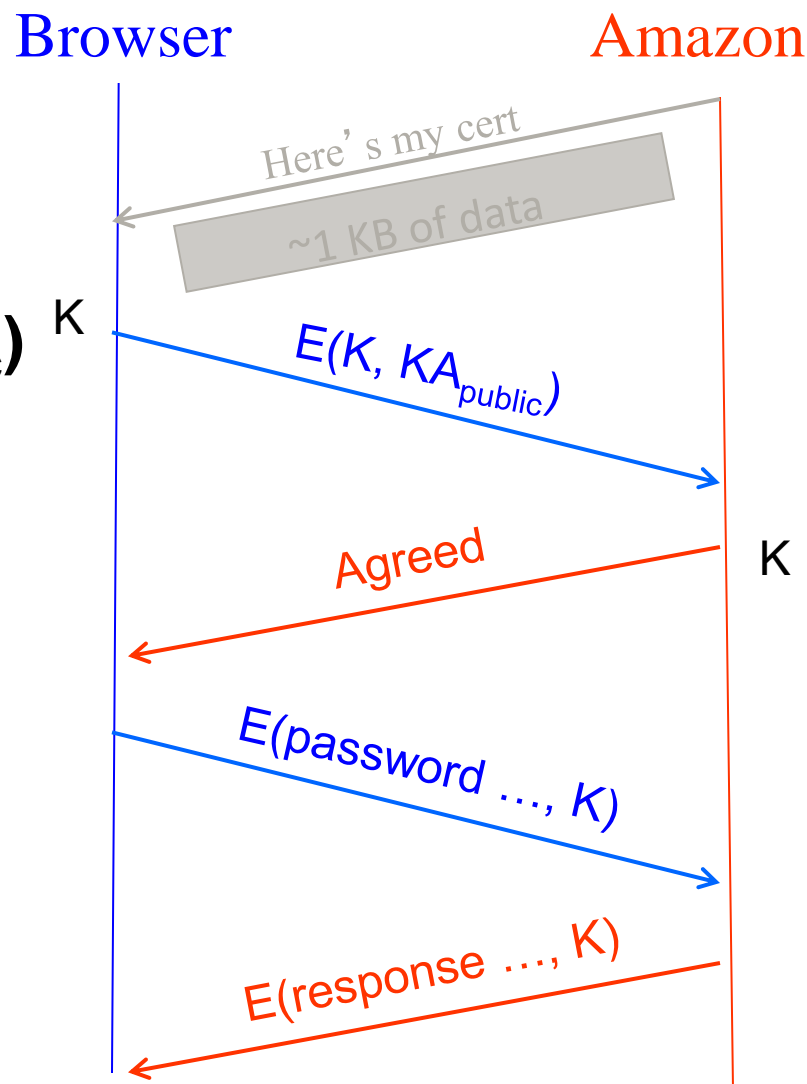 Browser
Amazon
Here’s my cert
~1 KB of data
)
K
E(K, KApublic)
Agreed
K
E(password …, K)
E(response …, K)